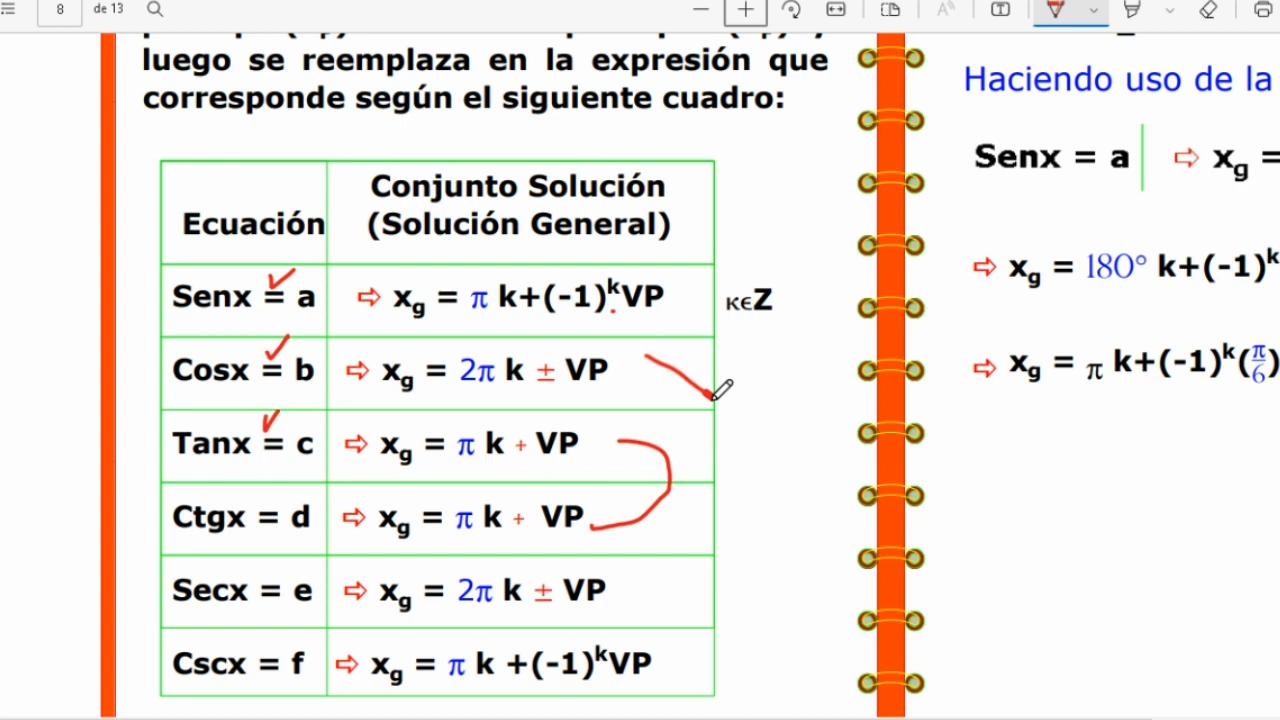 8 de 13
luego se reemplaza en la expresión que
corresponde según el siguiente cuadro:
Ecuación
Conjunto Solución
(Solución General)
Senx = a ⇨ xg = π k+(-1)^k VP
κϵZ
Cosx = b ⇨ xg = 2π k ± VP
Tanx = c ⇨ xg = π k + VP
Ctgx = d ⇨ xg = π k + VP
Secx = e ⇨ xg = 2π k ± VP
Cscx = f ⇨ xg = π k +(-1)^k VP
Haciendo uso de la
Senx = a ⇨ xg =
⇨ xg = 180° k+(-1)^k
⇨ xg = π k+(-1)^k(π/6)